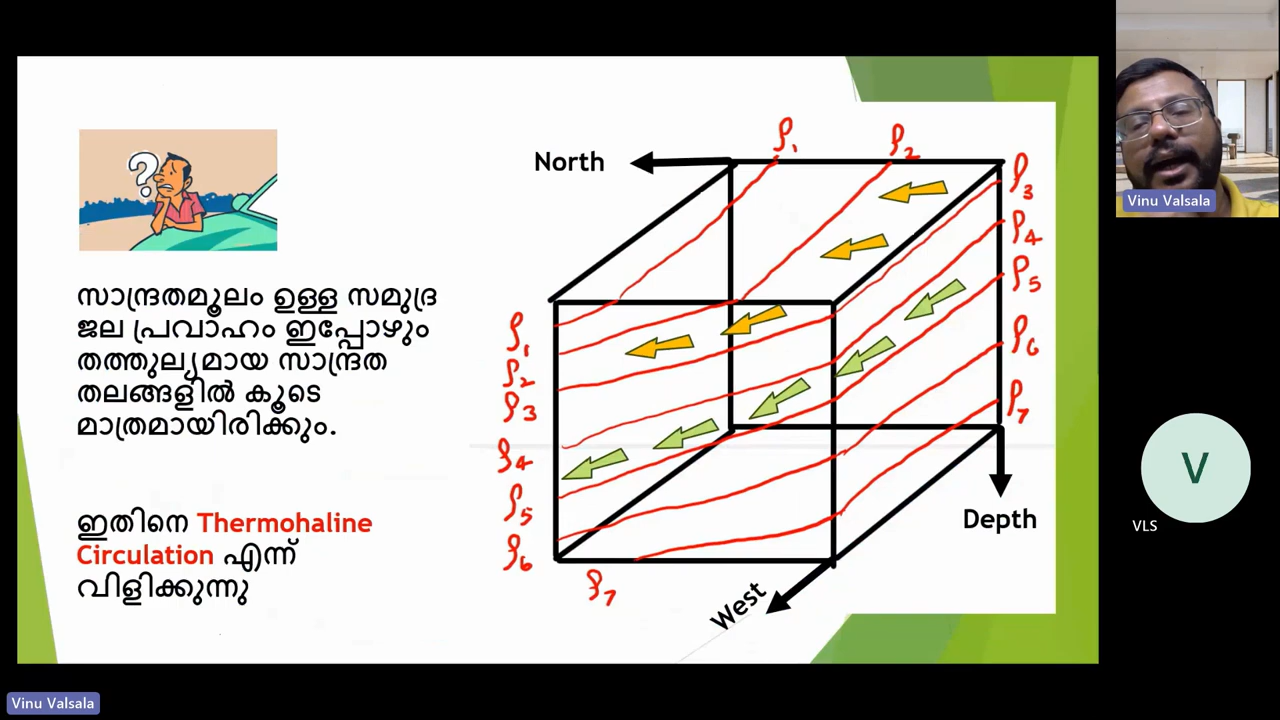 സാന്ദ്രതമൂലം ഉള്ള സമുദ്ര
ജല പ്രവാഹം ഇപ്പോഴും
തത്തുല്യമായ സാന്ദ്രത
തലങ്ങളിൽ കൂടെ
മാത്രമായിരിക്കും.
ഇതിനെ Thermohaline
Circulation എന്ന്
വിളിക്കുന്നു
?
North
ρ₁
ρ₂
ρ₃
ρ₄
ρ₅
ρ₆
ρ₇
ρ₁
ρ₂
ρ₃
ρ₄
ρ₅
ρ₆
ρ₇
Depth
West
Vinu Valsala
V
VLS
Vinu Valsala